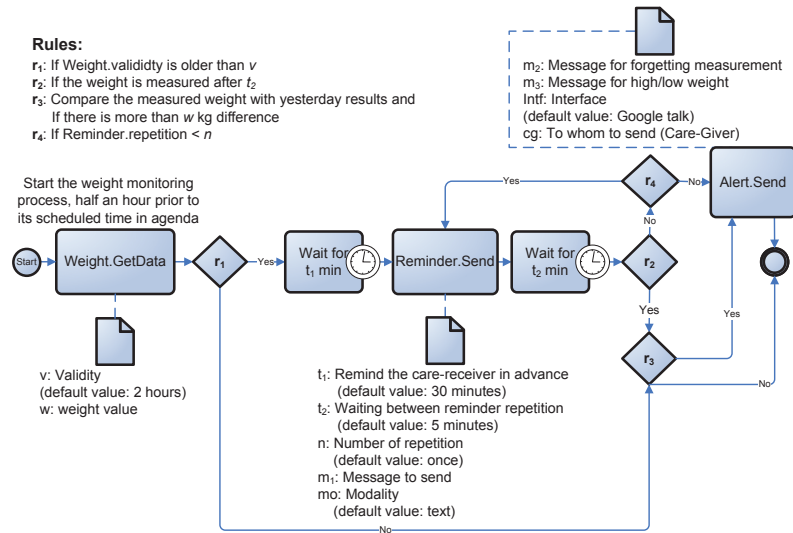 Rules:
r1: If Weight.valididty is older than v
r2: If the weight is measured after t2
r3: Compare the measured weight with yesterday results and
If there is more than w kg difference
r4: If Reminder.repetition < n
m2: Message for forgetting measurement
m3: Message for high/low weight
Intf: Interface
(default value: Google talk)
cg: To whom to send (Care-Giver)
Start the weight monitoring
process, half an hour prior to
its scheduled time in agenda
Start
Weight.GetData
r1
Yes
Wait for
t1 min
Reminder.Send
Wait for
t2 min
r2
No
r4
Yes
No
Alert.Send
Yes
r3
Yes
No
No
v: Validity
(default value: 2 hours)
w: weight value
t1: Remind the care-receiver in advance
(default value: 30 minutes)
t2: Waiting between reminder repetition
(default value: 5 minutes)
n: Number of repetition
(default value: once)
m1: Message to send
mo: Modality
(default value: text)